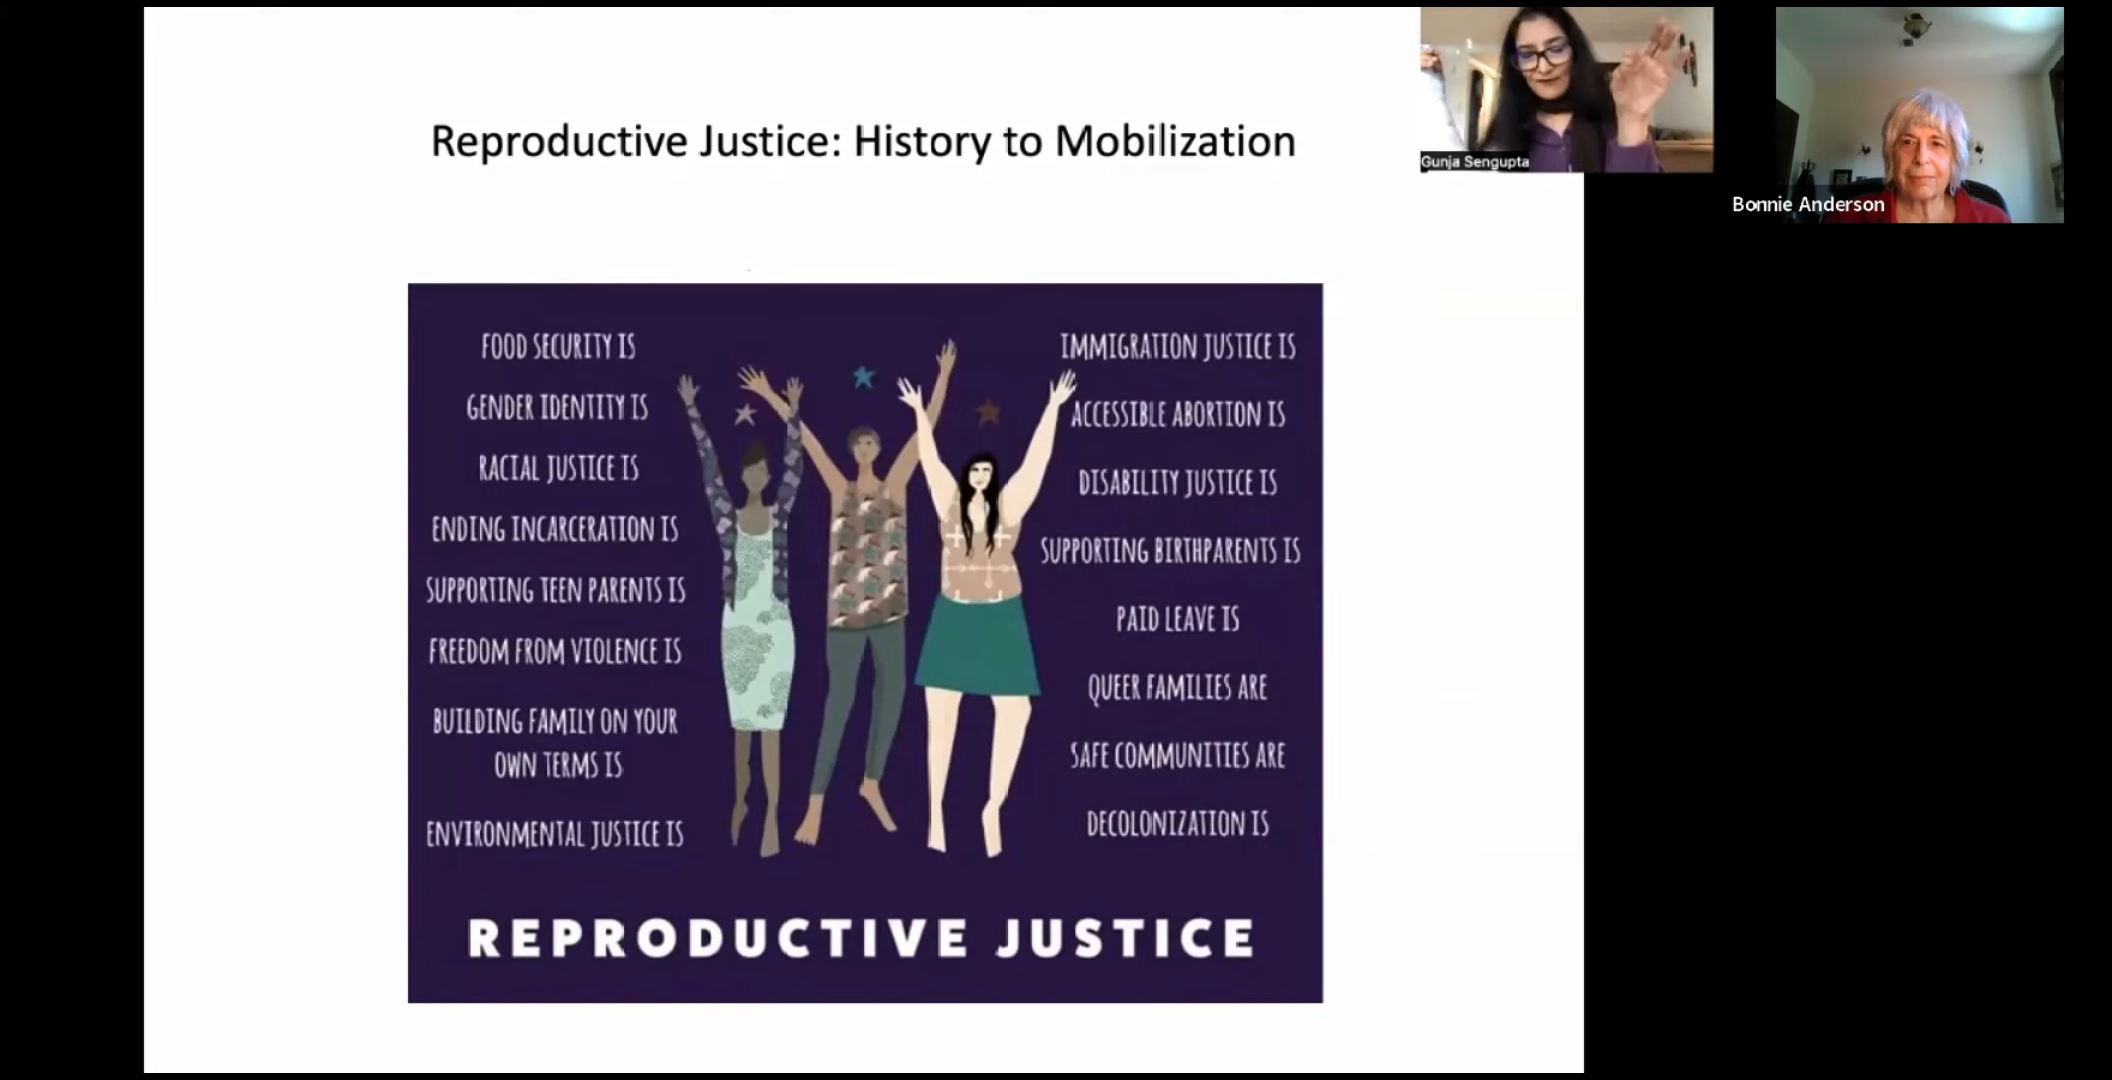 Reproductive Justice: History to Mobilization
Gunja Sengupta
Bonnie Anderson
FOOD SECURITY IS
GENDER IDENTITY IS
RACIAL JUSTICE IS
ENDING INCARCERATION IS
SUPPORTING TEEN PARENTS IS
FREEDOM FROM VIOLENCE IS
BUILDING FAMILY ON YOUR
OWN TERMS IS
ENVIRONMENTAL JUSTICE IS
IMMIGRATION JUSTICE IS
ACCESSIBLE ABORTION IS
DISABILITY JUSTICE IS
SUPPORTING BIRTHPARENTS IS
PAID LEAVE IS
QUEER FAMILIES ARE
SAFE COMMUNITIES ARE
DECOLONIZATION IS
REPRODUCTIVE JUSTICE